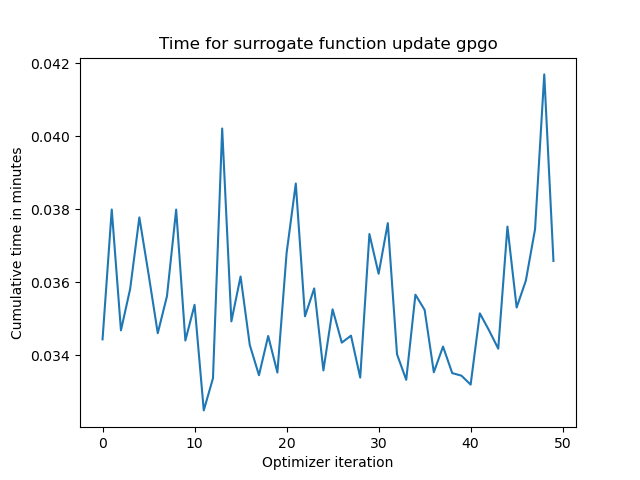 Time for surrogate function update gpgo
0.042
0.040
0.038
0.036
0.034
Cumulative time in minutes
0 10 20 30 40 50
Optimizer iteration